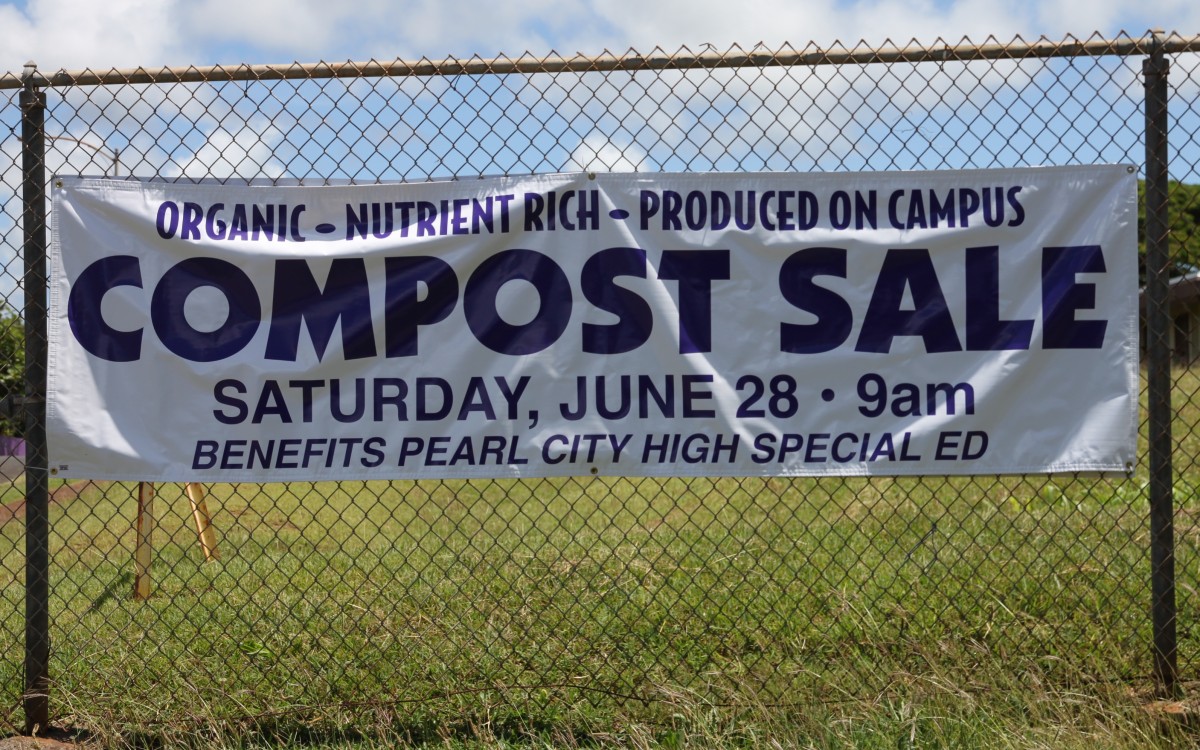 ORGANIC - NUTRIENT RICH - PRODUCED ON CAMPUS
COMPOST SALE
SATURDAY, JUNE 28 • 9am
BENEFITS PEARL CITY HIGH SPECIAL ED